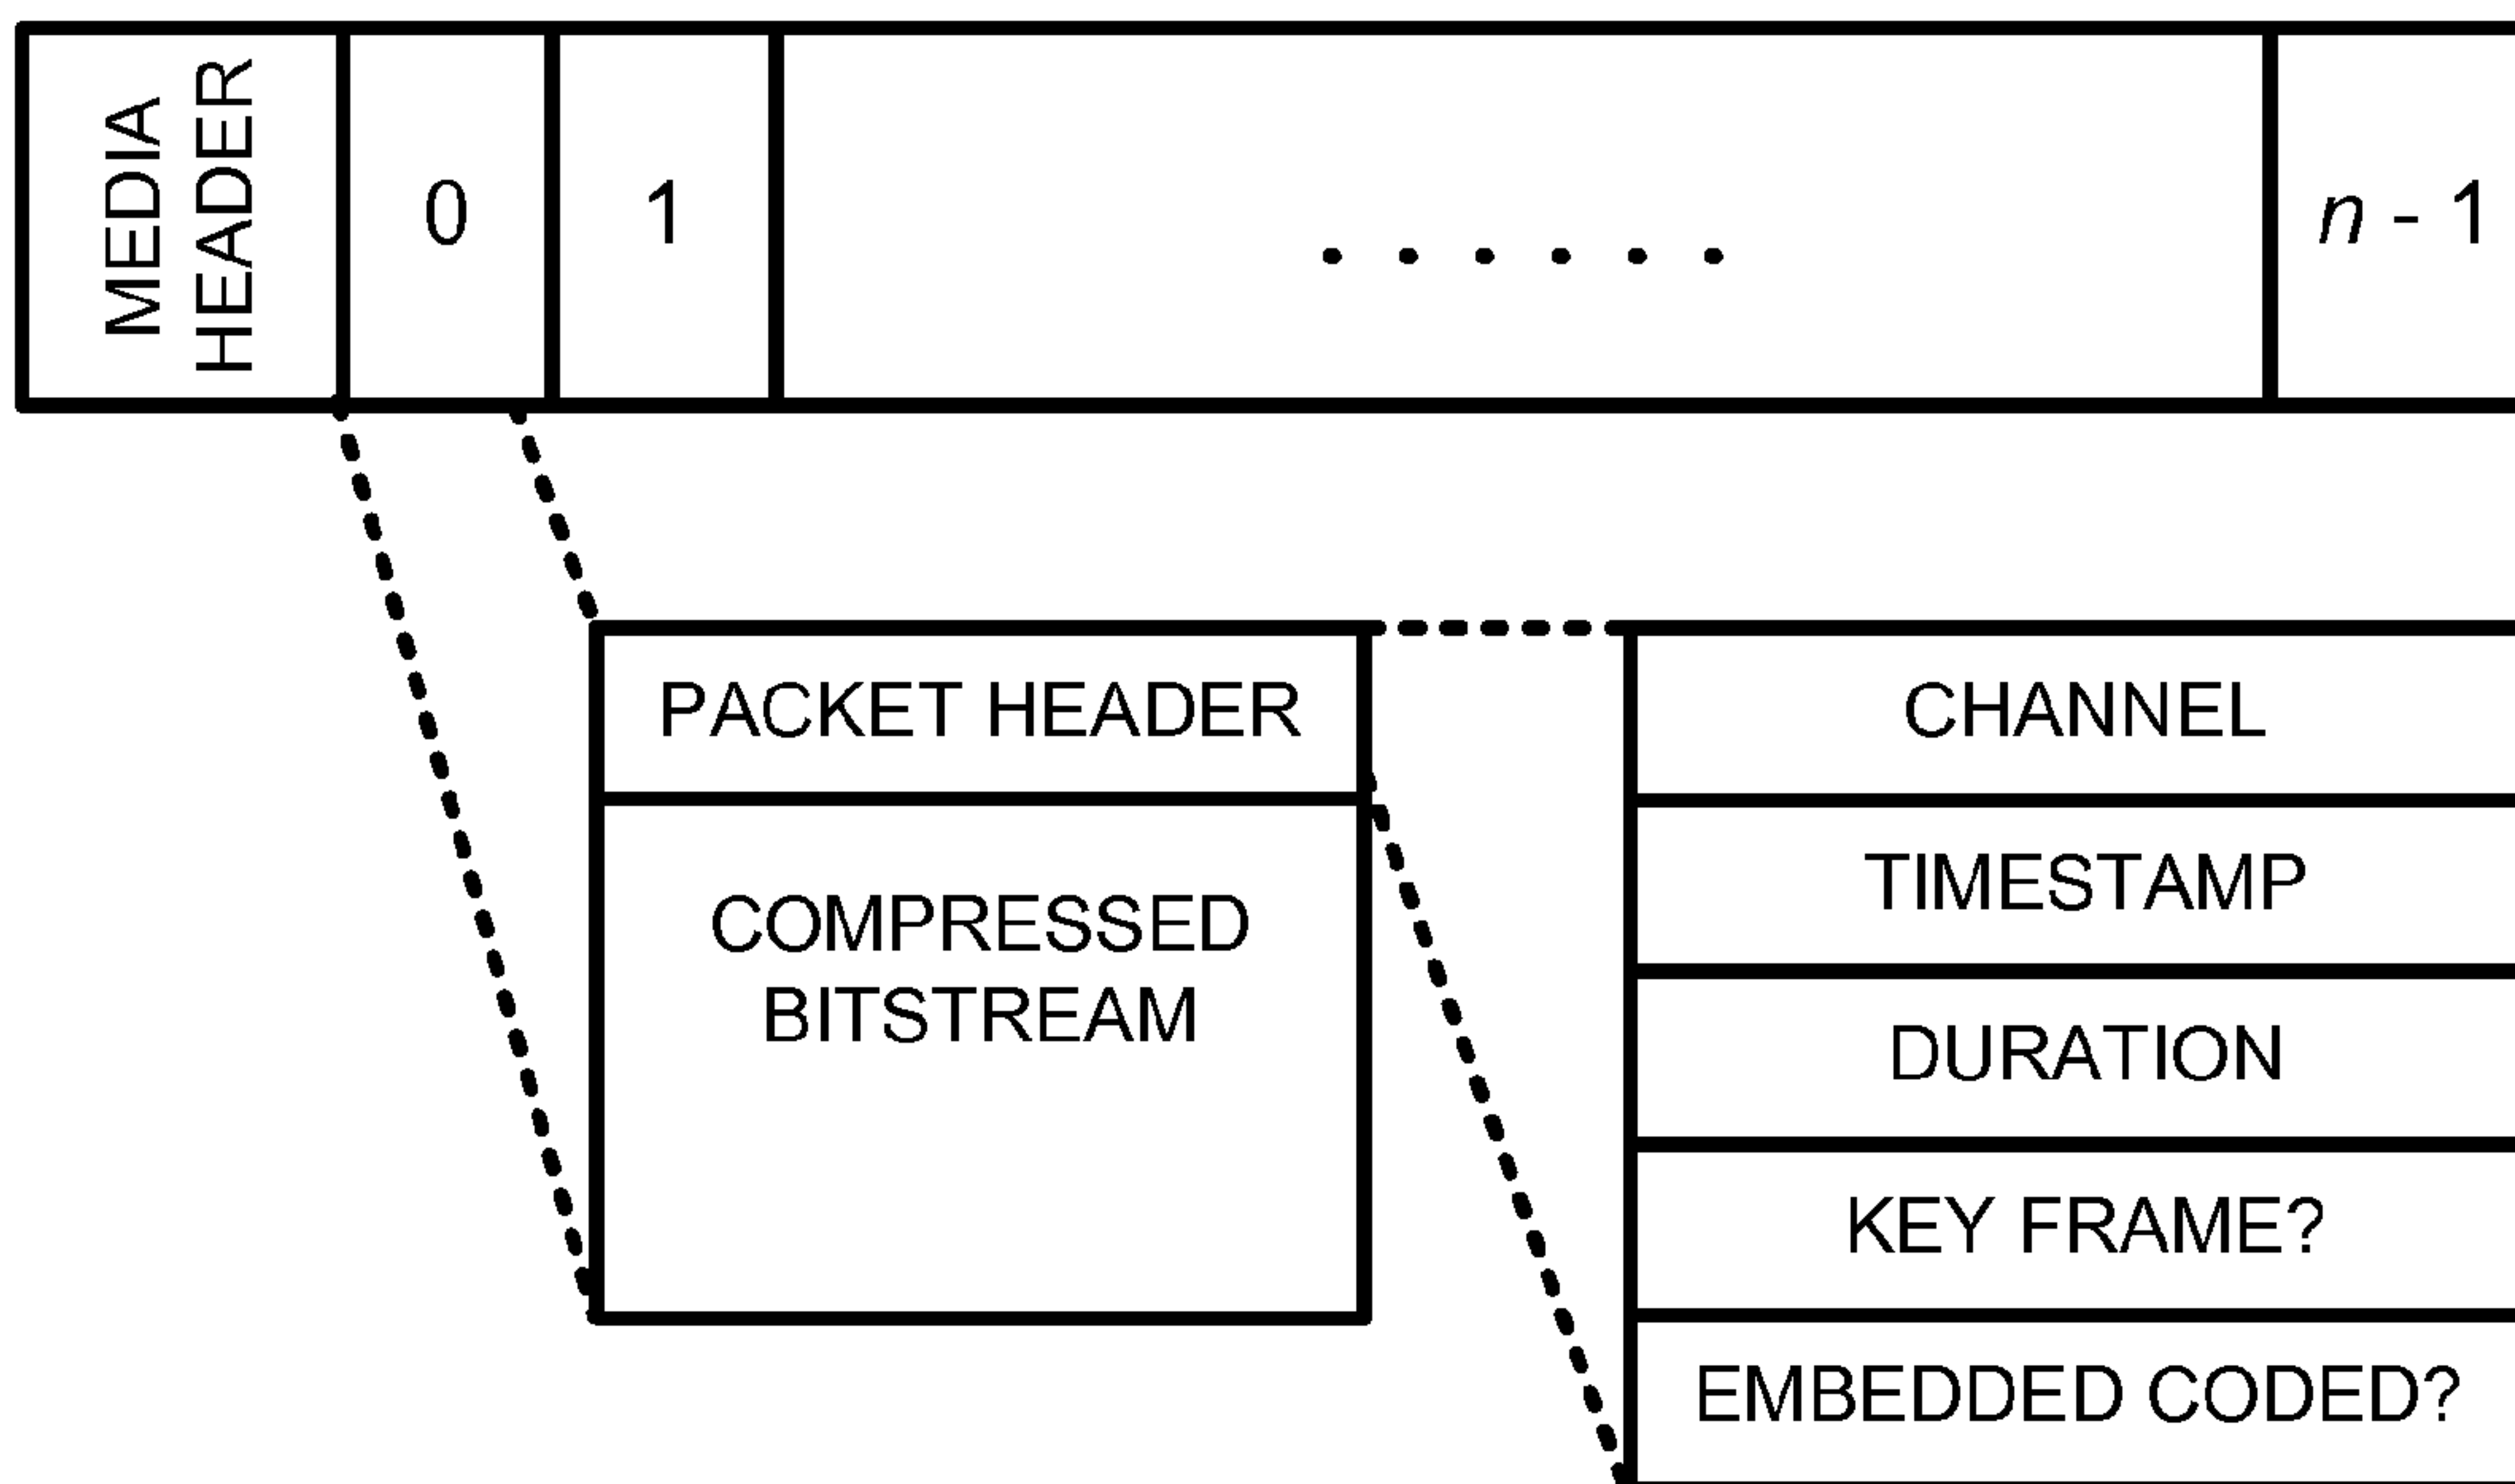 MEDIA
HEADER
0
1
. . . . . .
n - 1
PACKET HEADER
COMPRESSED
BITSTREAM
CHANNEL
TIMESTAMP
DURATION
KEY FRAME?
EMBEDDED CODED?